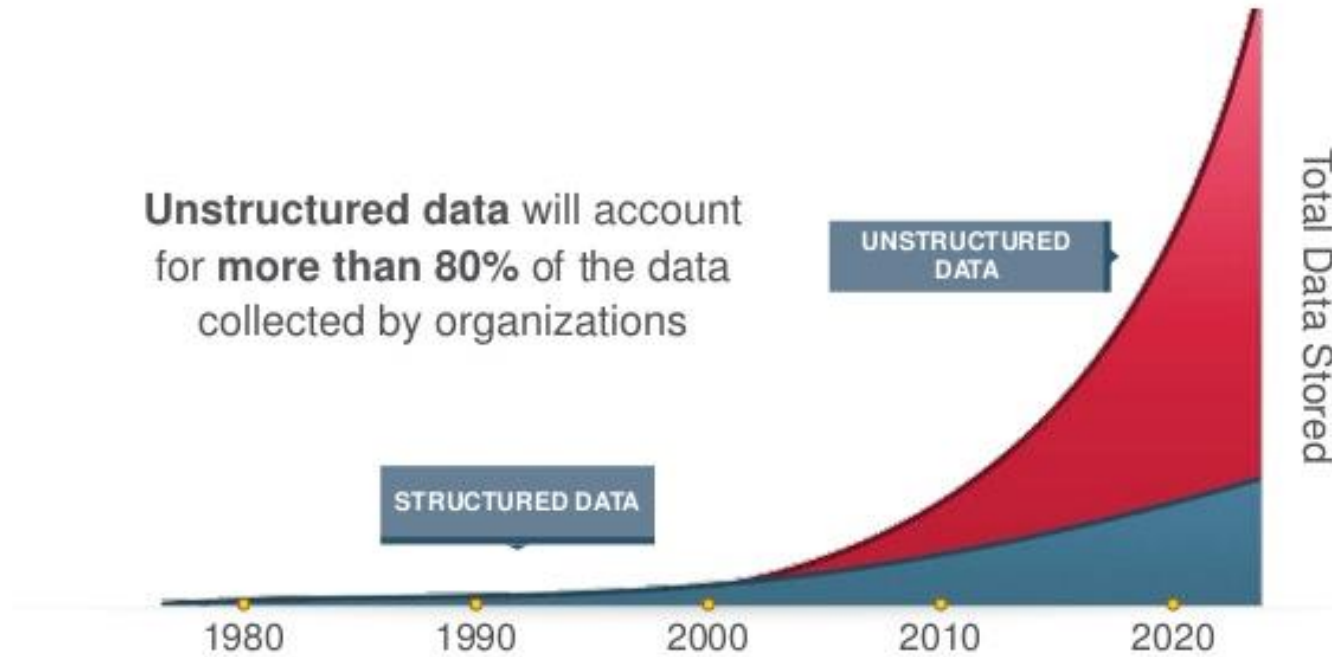 Unstructured data will account
for more than 80% of the data
collected by organizations
UNSTRUCTURED
DATA
STRUCTURED DATA
Total Data Stored
1980 1990 2000 2010 2020